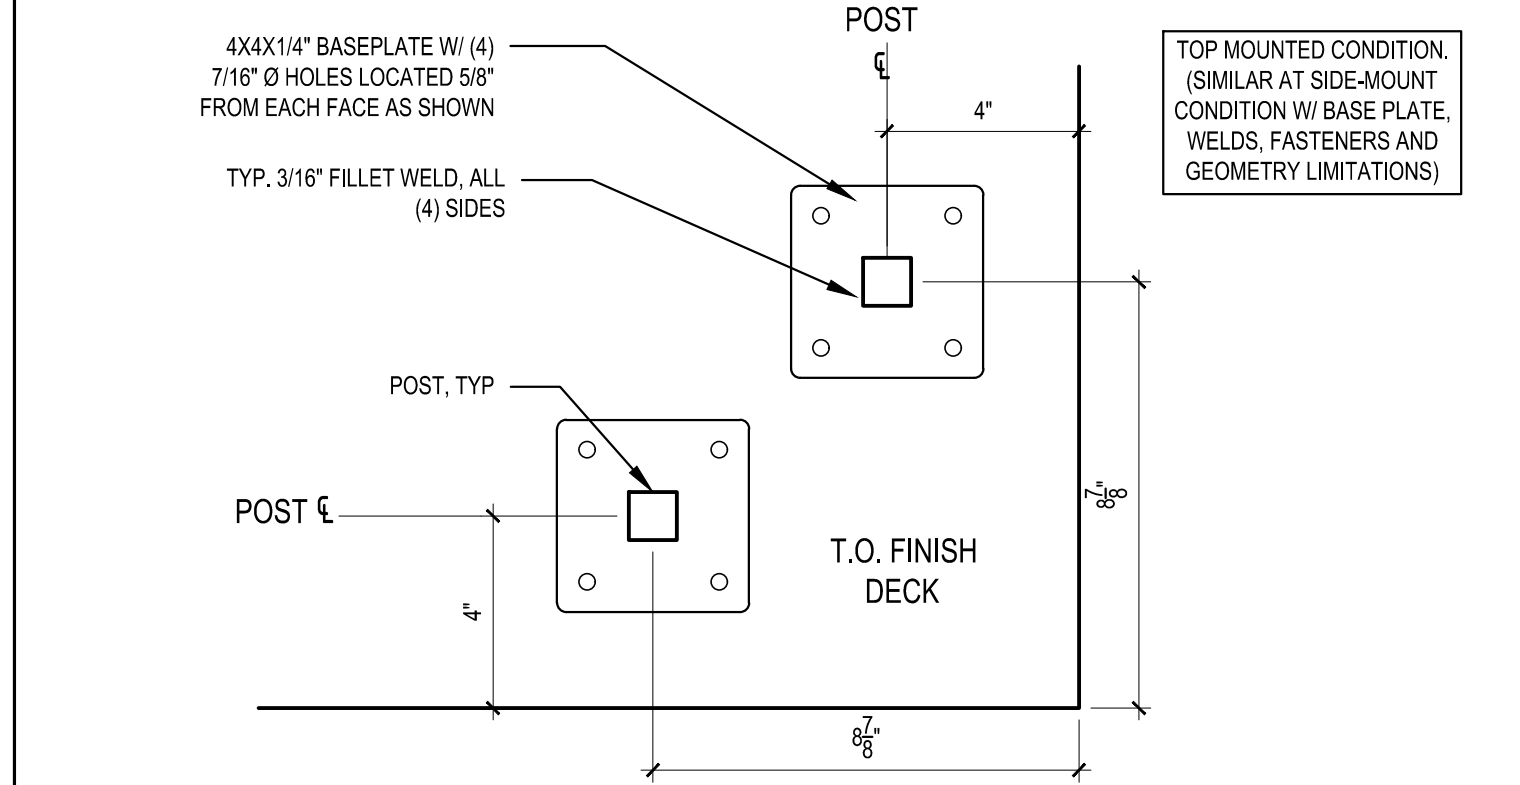 4X4X1/4" BASEPLATE W/ (4)
7/16" Ø HOLES LOCATED 5/8"
FROM EACH FACE AS SHOWN
TYP. 3/16" FILLET WELD, ALL
(4) SIDES
POST, TYP
POST ℄
4"
POST
℄
4"
TOP MOUNTED CONDITION.
(SIMILAR AT SIDE-MOUNT
CONDITION W/ BASE PLATE,
WELDS, FASTENERS AND
GEOMETRY LIMITATIONS)
8 7/8"
T.O. FINISH
DECK
8 7/8"